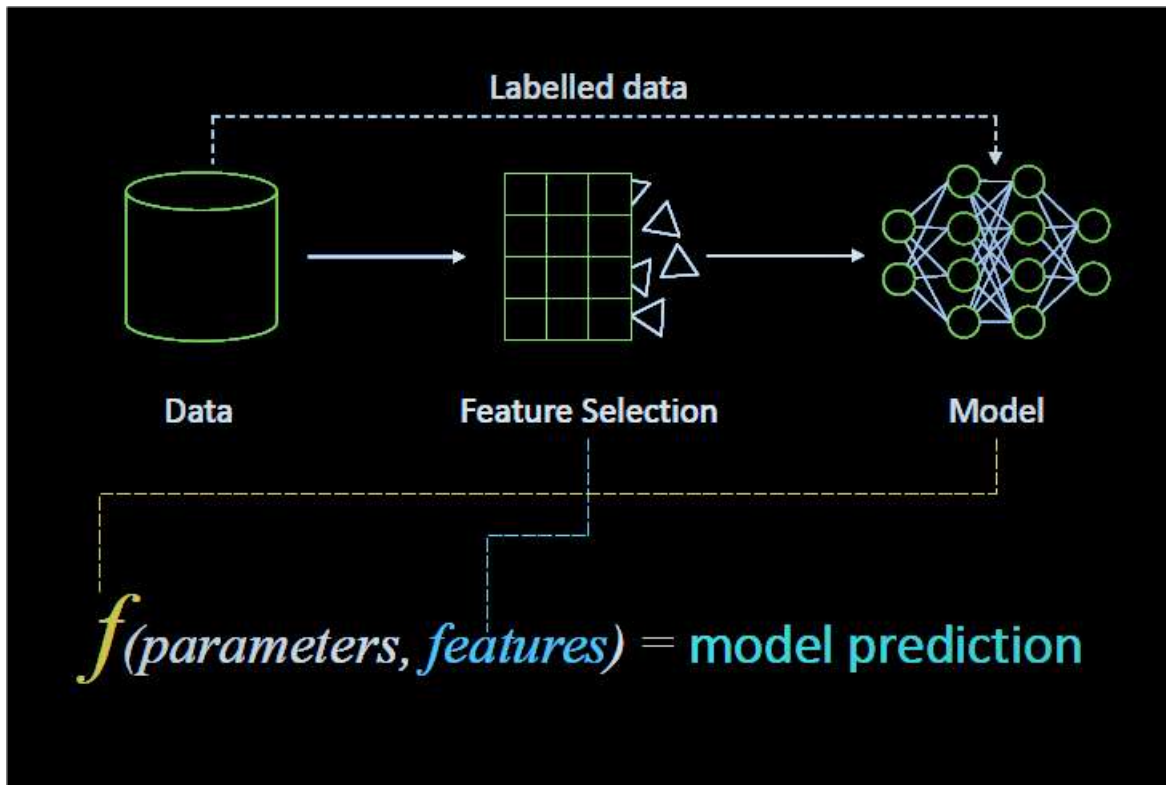 Labelled data
Data
Feature Selection
Model
f(parameters, features) = model prediction